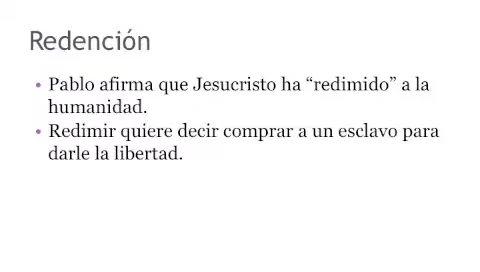 Redención
• Pablo afirma que Jesucristo ha “redimido” a la
humanidad.
• Redimir quiere decir comprar a un esclavo para
darle la libertad.